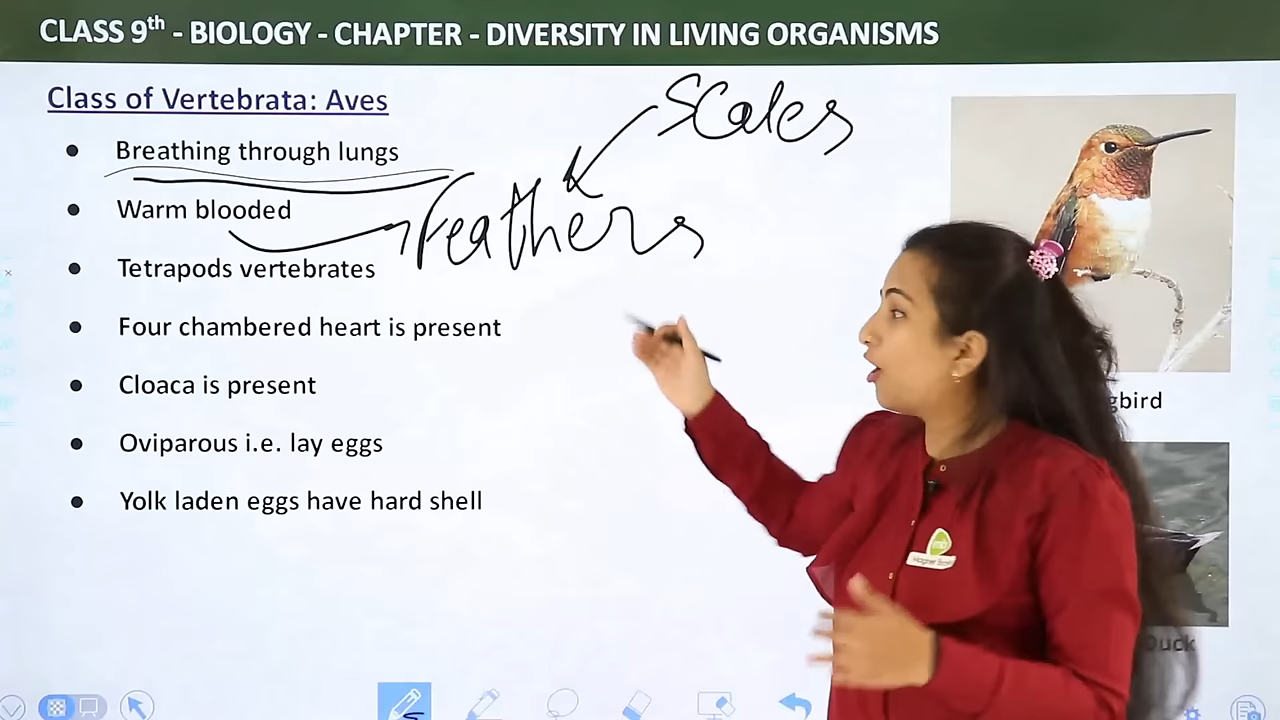 CLASS 9th - BIOLOGY - CHAPTER - DIVERSITY IN LIVING ORGANISMS
Class of Vertebrata: Aves
Scales
• Breathing through lungs
• Warm blooded
Feathers
• Tetrapods vertebrates
• Four chambered heart is present
• Cloaca is present
• Oviparous i.e. lay eggs
• Yolk laden eggs have hard shell
gbird
Duck